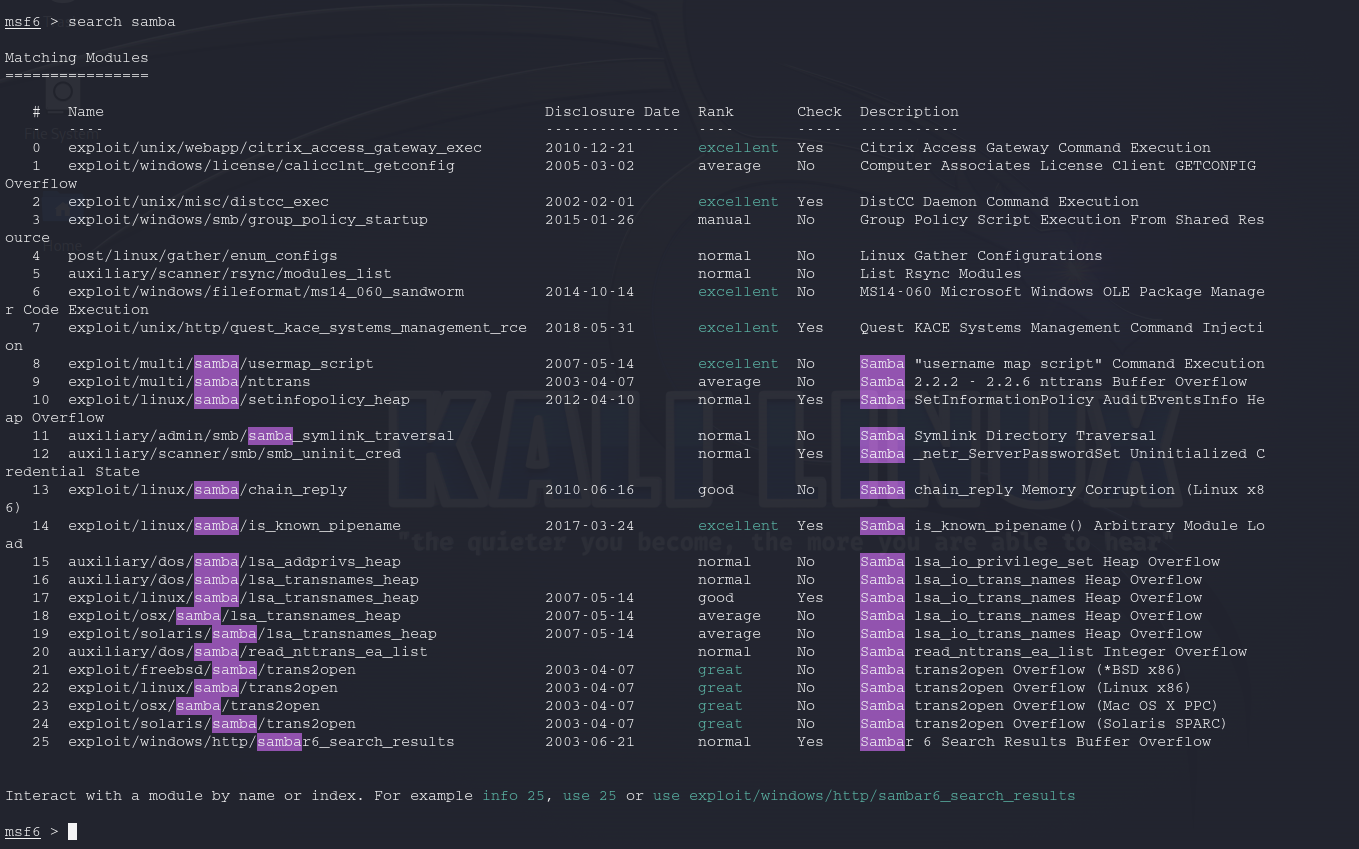 msf6 > search samba
Matching Modules
================
# Name Disclosure Date Rank Check Description
- ---- --------------- ---- ----- -----------
0 exploit/unix/webapp/citrix_access_gateway_exec 2010-12-21 excellent Yes Citrix Access Gateway Command Execution
1 exploit/windows/license/calicclnt_getconfig 2005-03-02 average No Computer Associates License Client GETCONFIG
Overflow
2 exploit/unix/misc/distcc_exec 2002-02-01 excellent Yes DistCC Daemon Command Execution
3 exploit/windows/smb/group_policy_startup 2015-01-26 manual No Group Policy Script Execution From Shared Res
ource
4 post/linux/gather/enum_configs normal No Linux Gather Configurations
5 auxiliary/scanner/rsync/modules_list normal No List Rsync Modules
6 exploit/windows/fileformat/ms14_060_sandworm 2014-10-14 excellent No MS14-060 Microsoft Windows OLE Package Manage
r Code Execution
7 exploit/unix/http/quest_kace_systems_management_rce 2018-05-31 excellent Yes Quest KACE Systems Management Command Injecti
on
8 exploit/multi/samba/usermap_script 2007-05-14 excellent No Samba "username map script" Command Execution
9 exploit/multi/samba/nttrans 2003-04-07 average No Samba 2.2.2 - 2.2.6 nttrans Buffer Overflow
10 exploit/linux/samba/setinfopolicy_heap 2012-04-10 normal Yes Samba SetInformationPolicy AuditEventsInfo He
ap Overflow
11 auxiliary/admin/smb/samba_symlink_traversal normal No Samba Symlink Directory Traversal
12 auxiliary/scanner/smb/smb_uninit_cred normal Yes Samba _netr_ServerPasswordSet Uninitialized C
redential State
13 exploit/linux/samba/chain_reply 2010-06-16 good No Samba chain_reply Memory Corruption (Linux x8
6)
14 exploit/linux/samba/is_known_pipename 2017-03-24 excellent Yes Samba is_known_pipename() Arbitrary Module Lo
ad
15 auxiliary/dos/samba/lsa_addprivs_heap normal No Samba lsa_io_privilege_set Heap Overflow
16 auxiliary/dos/samba/lsa_transnames_heap normal No Samba lsa_io_trans_names Heap Overflow
17 exploit/linux/samba/lsa_transnames_heap 2007-05-14 good Yes Samba lsa_io_trans_names Heap Overflow
18 exploit/osx/samba/lsa_transnames_heap 2007-05-14 average No Samba lsa_io_trans_names Heap Overflow
19 exploit/solaris/samba/lsa_transnames_heap 2007-05-14 average No Samba lsa_io_trans_names Heap Overflow
20 auxiliary/dos/samba/read_nttrans_ea_list normal No Samba read_nttrans_ea_list Integer Overflow
21 exploit/freebsd/samba/trans2open 2003-04-07 great No Samba trans2open Overflow (*BSD x86)
22 exploit/linux/samba/trans2open 2003-04-07 great No Samba trans2open Overflow (Linux x86)
23 exploit/osx/samba/trans2open 2003-04-07 great No Samba trans2open Overflow (Mac OS X PPC)
24 exploit/solaris/samba/trans2open 2003-04-07 great No Samba trans2open Overflow (Solaris SPARC)
25 exploit/windows/http/sambar6_search_results 2003-06-21 normal Yes Sambar 6 Search Results Buffer Overflow
Interact with a module by name or index. For example info 25, use 25 or use exploit/windows/http/sambar6_search_results
msf6 >
KALI LINUX
"the quieter you become, the more you are able to hear"
Home